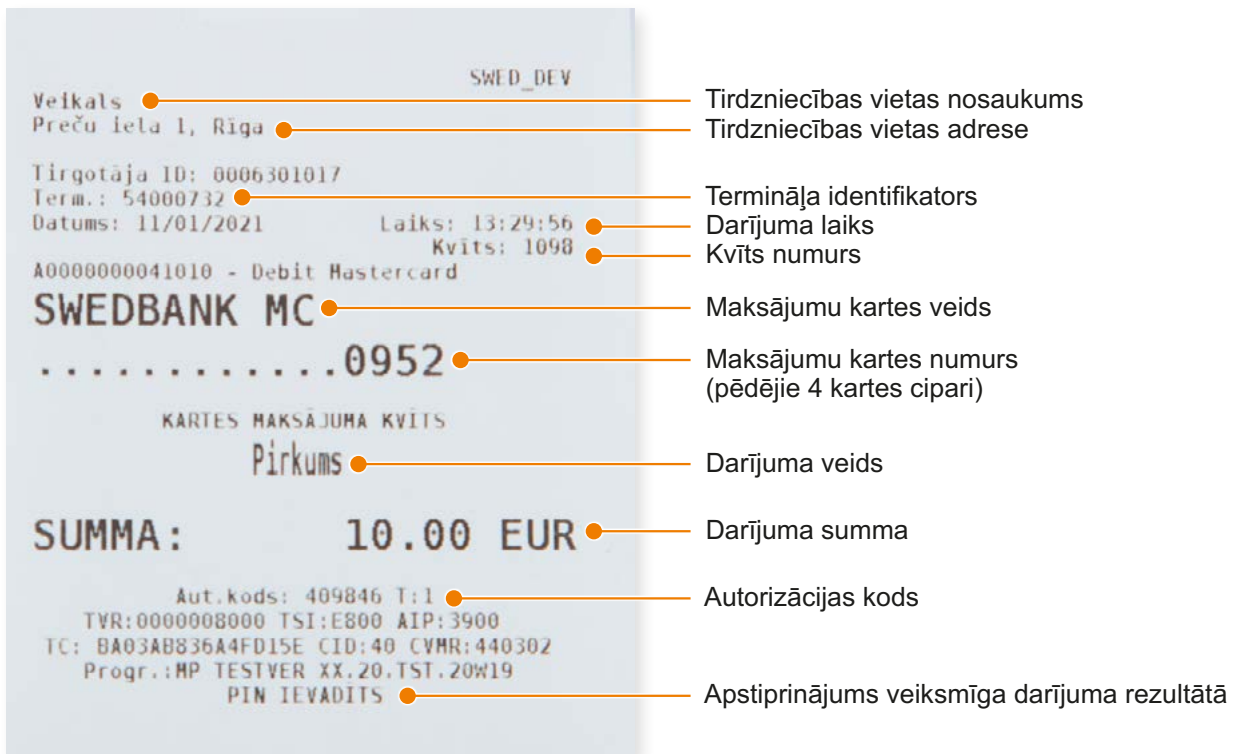 SWED_DEV
Veikals
Tirdzniecības vietas nosaukums
Preču iela 1, Rīga
Tirdzniecības vietas adrese
Tirgotāja ID: 0006301017
Term.: 54000732
Termināļa identifikators
Datums: 11/01/2021 Laiks: 13:29:56
Darījuma laiks
Kvīts: 1098
Kvīts numurs
A0000000041010 - Debit Mastercard
SWEDBANK MC
Maksājumu kartes veids
............0952
Maksājumu kartes numurs
(pēdējie 4 kartes cipari)
KARTES MAKSĀJUMA KVĪTS
Pirkums
Darījuma veids
SUMMA: 10.00 EUR
Darījuma summa
Aut.kods: 409846 T:1
Autorizācijas kods
TVR:0000008000 TSI:E800 AIP:3900
TC: BA03AB836A4FD15E CID:40 CVMR:440302
Progr.:MP TESTVER XX.20.TST.20W19
PIN IEVADĪTS
Apstiprinājums veiksmīga darījuma rezultātā